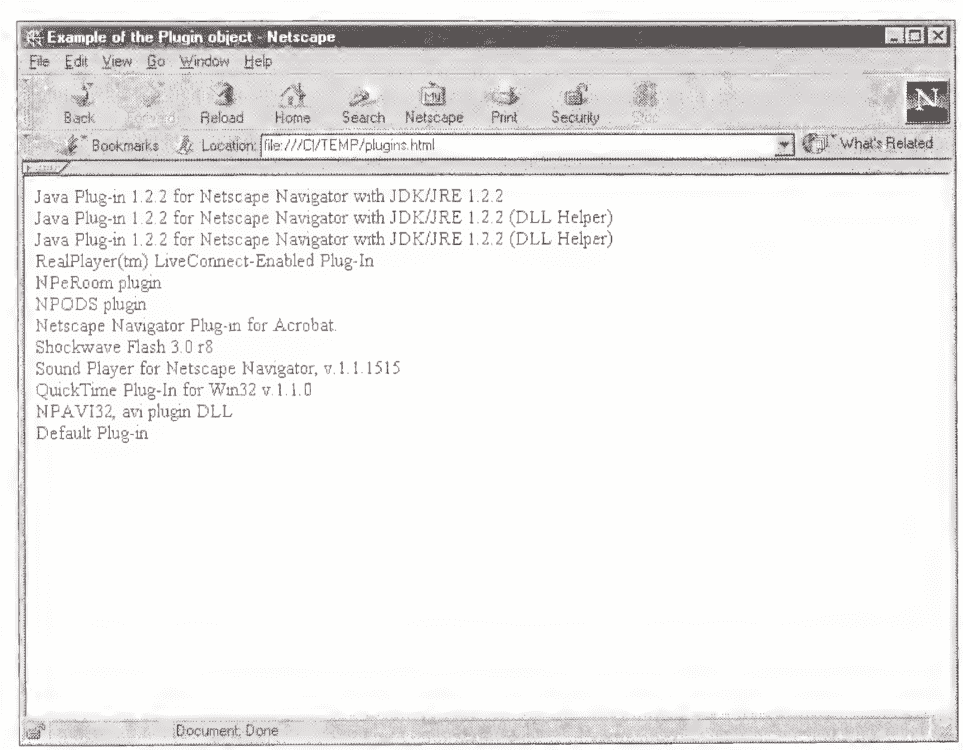 Example of the Plugin object - Netscape
File Edit View Go Window Help
Back Forward Reload Home Search Netscape Print Security Stop
N
Bookmarks Location: file:///C|/TEMP/plugins.html What's Related
Java Plug-in 1.2.2 for Netscape Navigator with JDK/JRE 1.2.2
Java Plug-in 1.2.2 for Netscape Navigator with JDK/JRE 1.2.2 (DLL Helper)
Java Plug-in 1.2.2 for Netscape Navigator with JDK/JRE 1.2.2 (DLL Helper)
RealPlayer(tm) LiveConnect-Enabled Plug-In
NPeRoom plugin
NPODS plugin
Netscape Navigator Plug-in for Acrobat.
Shockwave Flash 3.0 r8
Sound Player for Netscape Navigator, v.1.1.1515
QuickTime Plug-In for Win32 v.1.1.0
NPAVI32, avi plugin DLL
Default Plug-in
Document: Done